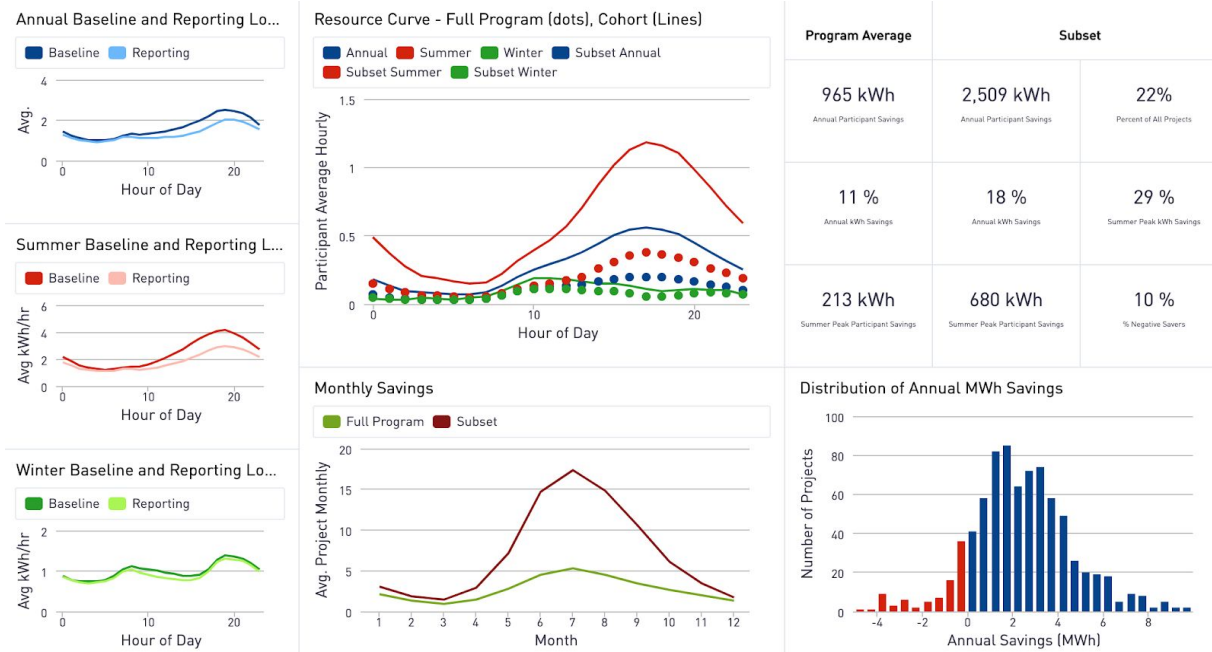 Annual Baseline and Reporting Lo...
Baseline Reporting
Avg.
4
2
0
0 10 20
Hour of Day
Summer Baseline and Reporting L...
Baseline Reporting
Avg kWh/hr
6
4
2
0
0 10 20
Hour of Day
Winter Baseline and Reporting Lo...
Baseline Reporting
Avg kWh/hr
2
1
0
0 10 20
Hour of Day
Resource Curve - Full Program (dots), Cohort (Lines)
Annual Summer Winter Subset Annual
Subset Summer Subset Winter
Participant Average Hourly
1.5
1
0.5
0
0 10 20
Hour of Day
Monthly Savings
Full Program Subset
Avg. Project Monthly
20
15
10
5
0
1 2 3 4 5 6 7 8 9 10 11 12
Month
Program Average Subset
965 kWh 2,509 kWh 22%
Annual Participant Savings Annual Participant Savings Percent of All Projects
11 % 18 % 29 %
Annual kWh Savings Annual kWh Savings Summer Peak kWh Savings
213 kWh 680 kWh 10 %
Summer Peak Participant Savings Summer Peak Participant Savings % Negative Savers
Distribution of Annual MWh Savings
Number of Projects
100
80
60
40
20
0
-4 -2 0 2 4 6 8
Annual Savings (MWh)